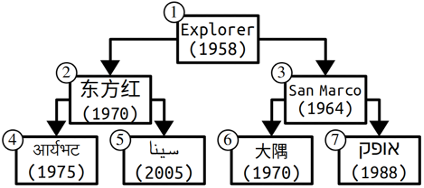 1
Explorer
(1958)
2
东方红
(1970)
3
San Marco
(1964)
4
आर्यभट
(1975)
5
سينا
(2005)
6
大隅
(1970)
7
אופק
(1988)